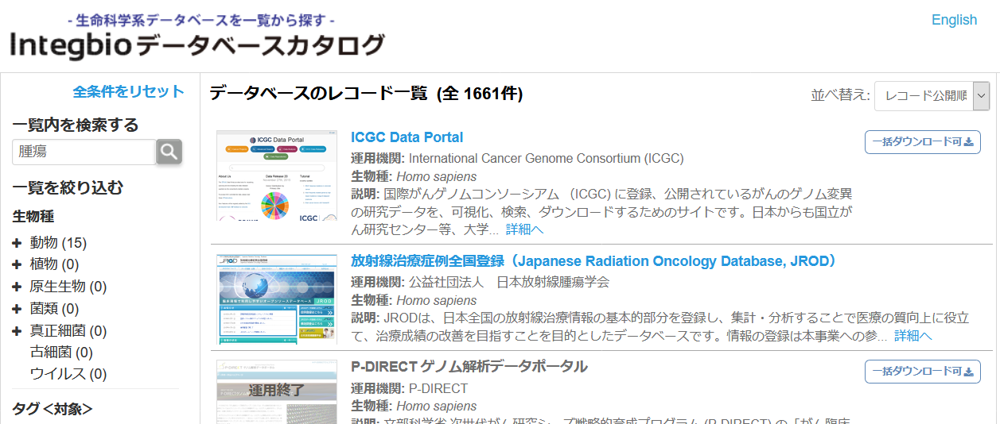 - 生命科学系データベースを一覧から探す -
Integbioデータベースカタログ
English
全条件をリセット
一覧内を検索する
腫瘍
一覧を絞り込む
生物種
動物 (15)
植物 (0)
原生生物 (0)
菌類 (0)
真正細菌 (0)
古細菌 (0)
ウイルス (0)
タグ＜対象＞
データベースのレコード一覧 (全 1661件)
並べ替え: レコード公開順
ICGC Data Portal
一括ダウンロード可
運用機関: International Cancer Genome Consortium (ICGC)
生物種: Homo sapiens
説明: 国際がんゲノムコンソーシアム （ICGC) に登録、公開されているがんのゲノム変異
の研究データを、可視化、検索、ダウンロードするためのサイトです。日本からも国立が
ん研究センター等、大学... 詳細へ
ICGC Data Portal
About Us
Data Release 28
Tutorial
ICGC
放射線治療症例全国登録（Japanese Radiation Oncology Database, JROD）
運用機関: 公益社団法人　日本放射線腫瘍学会
生物種: Homo sapiens
説明: JRODは、日本全国の放射線治療情報の基本的部分を登録し、集計・分析することで医療の質向上に役立
て、治療成績の改善を目指すことを目的としたデータベースです。情報の登録は本事業への参... 詳細へ
JROD
JROD
P-DIRECT ゲノム解析データポータル
一括ダウンロード可
運用終了
運用機関: P-DIRECT
生物種: Homo sapiens
説明: 文部科学省 次世代がん研究シーズ戦略的育成プログラム (P-DIRECT) の「がん臨床